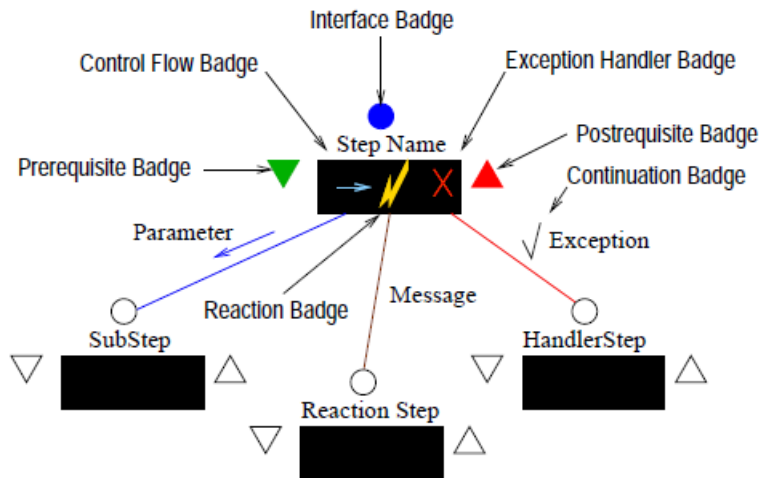 Interface Badge
Control Flow Badge
Exception Handler Badge
Step Name
Postrequisite Badge
Prerequisite Badge
Continuation Badge
Parameter
Exception
Reaction Badge
Message
SubStep
HandlerStep
Reaction Step